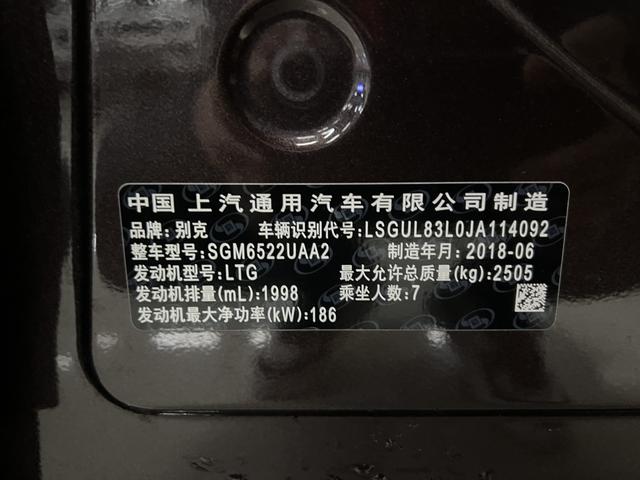 中国 上汽通用汽车有限公司制造
品牌:别克 车辆识别代号:LSGUL83L0JA114092
整车型号:SGM6522UAA2 制造年月:2018-06
发动机型号:LTG 最大允许总质量(kg):2505
发动机排量(mL):1998 乘坐人数:7
发动机最大净功率(kW):186